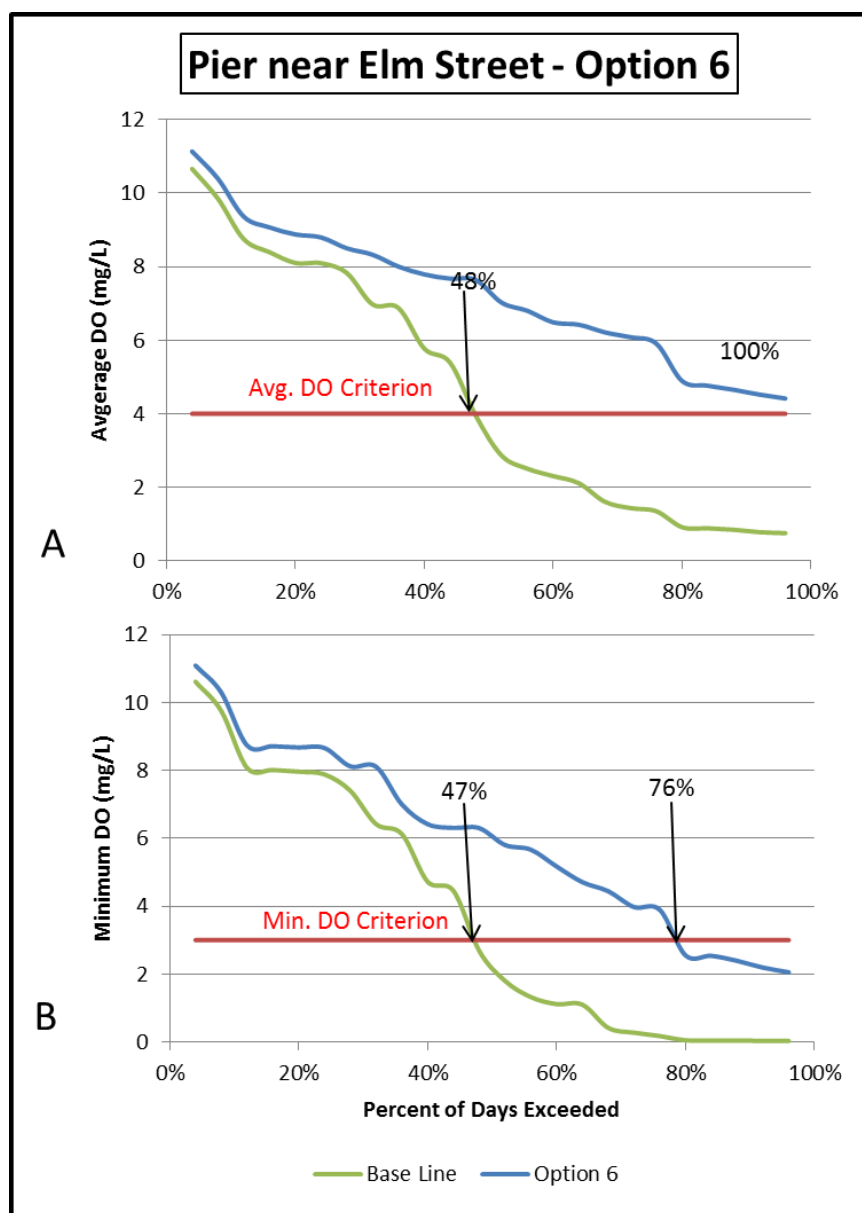 Pier near Elm Street - Option 6
12
10
8
6
4
2
0
Avgerage DO (mg/L)
48%
100%
Avg. DO Criterion
A
0% 20% 40% 60% 80% 100%
12
10
8
6
4
2
0
Minimum DO (mg/L)
47%
76%
Min. DO Criterion
B
0% 20% 40% 60% 80% 100%
Percent of Days Exceeded
Base Line Option 6